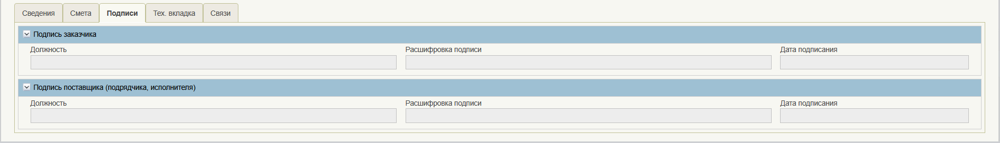 Сведения Смета Подписи Тех. вкладка Связи
Подпись заказчика
Должность Расшифровка подписи Дата подписания
Подпись поставщика (подрядчика, исполнителя)
Должность Расшифровка подписи Дата подписания